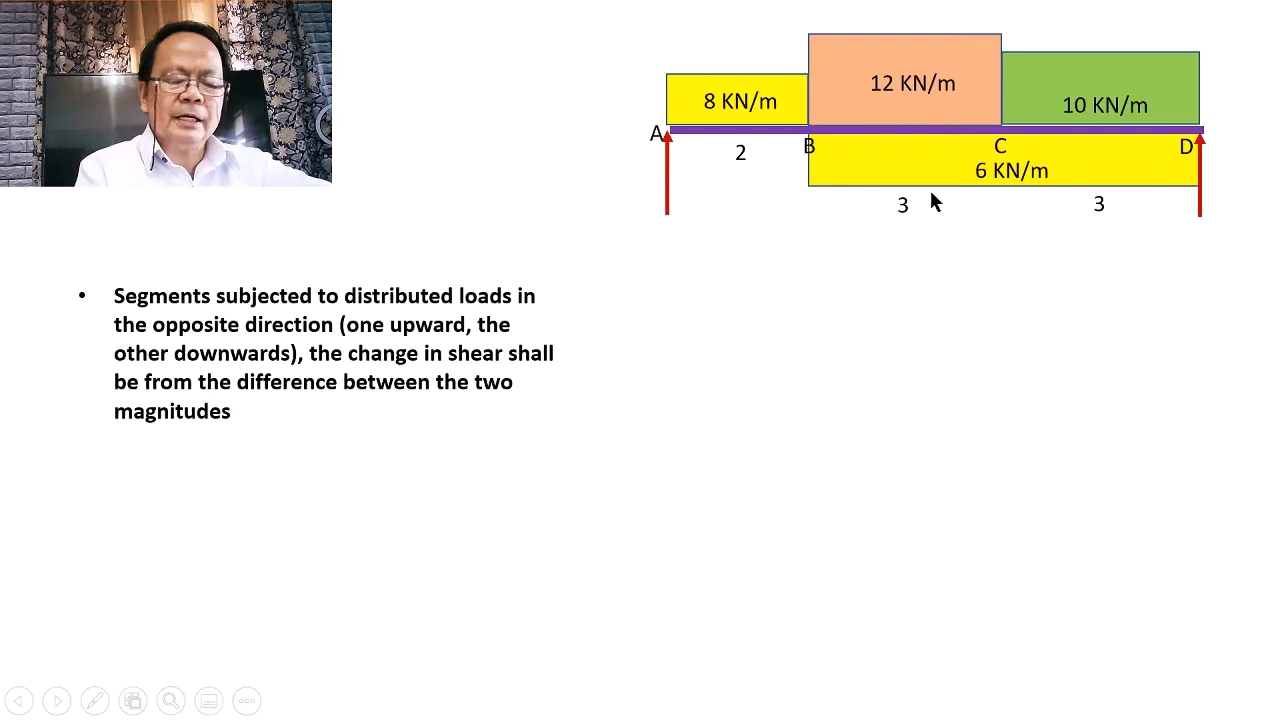 8 KN/m
12 KN/m
10 KN/m
A
B
C
D
2
6 KN/m
3
3
• Segments subjected to distributed loads in
the opposite direction (one upward, the
other downwards), the change in shear shall
be from the difference between the two
magnitudes